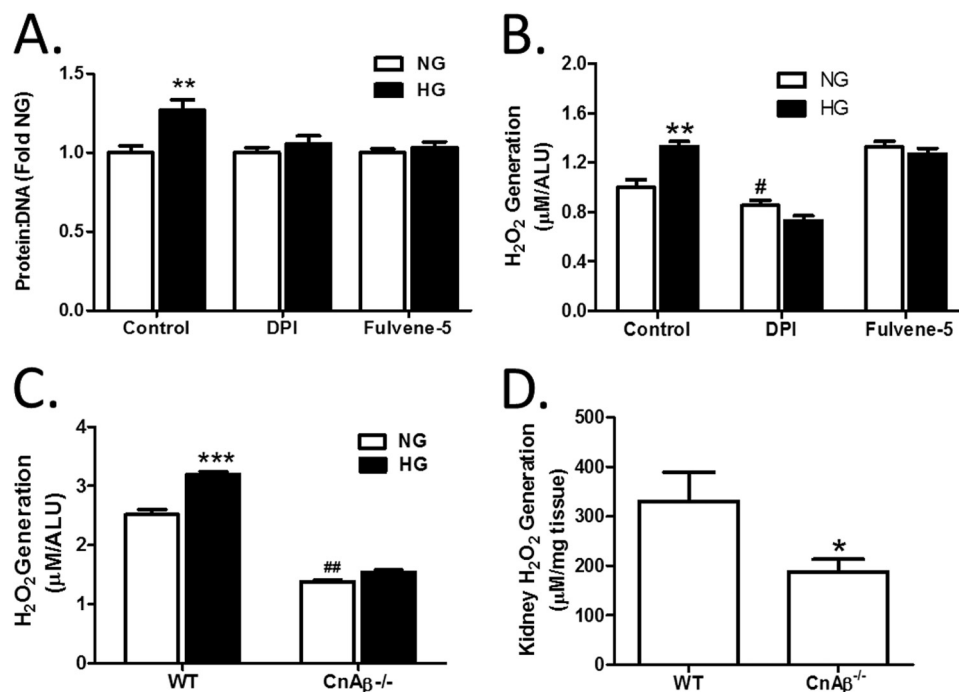 A.
Protein:DNA (Fold NG)
1.5
1.0
0.5
0.0
**
NG
HG
Control
DPI
Fulvene-5
B.
H₂O₂ Generation
(µM/ALU)
2.0
1.6
1.2
0.8
0.4
0.0
**
#
NG
HG
Control
DPI
Fulvene-5
C.
H₂O₂Generation
(µM/ALU)
4
3
2
1
0
***
##
NG
HG
WT
CnAβ-/-
D.
Kidney H₂O₂ Generation
(µM/mg tissue)
500
400
300
200
100
0
*
WT
CnAβ⁻/⁻